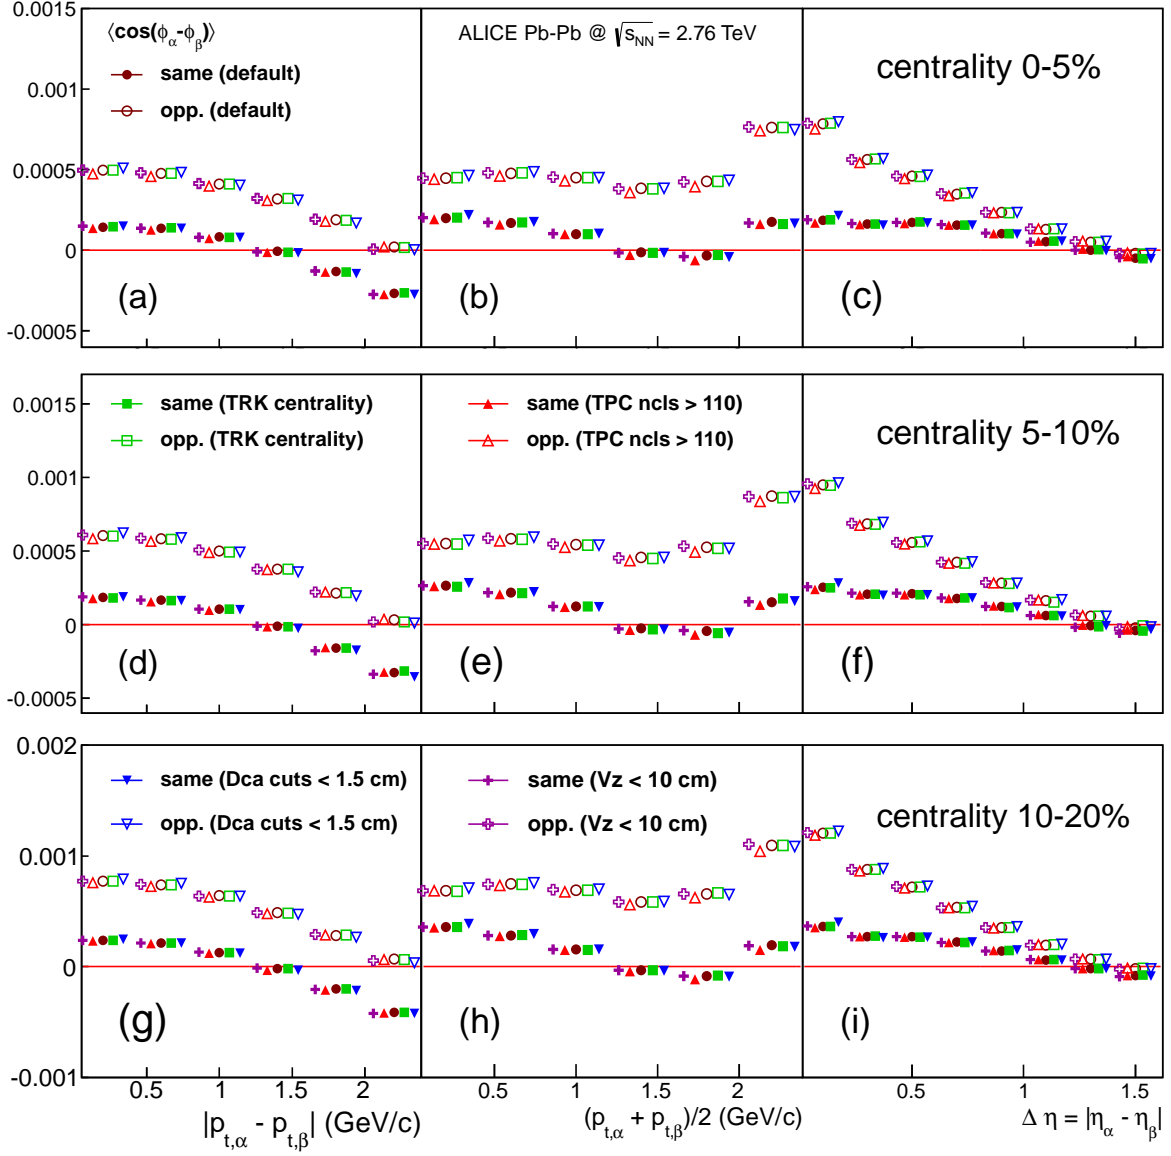 0.0015
⟨cos(ϕα-ϕβ)⟩
ALICE Pb-Pb @ √sNN = 2.76 TeV
centrality 0-5%
same (default)
opp. (default)
0.001
0.0005
0
-0.0005
(a)
(b)
(c)
0.0015
same (TRK centrality)
opp. (TRK centrality)
same (TPC ncls > 110)
opp. (TPC ncls > 110)
centrality 5-10%
0.001
0.0005
0
-0.0005
(d)
(e)
(f)
0.002
same (Dca cuts < 1.5 cm)
opp. (Dca cuts < 1.5 cm)
same (Vz < 10 cm)
opp. (Vz < 10 cm)
centrality 10-20%
0.001
0
-0.001
(g)
(h)
(i)
0.5 1 1.5 2
0.5 1 1.5 2
0.5 1 1.5
|pt,α - pt,β| (GeV/c)
(pt,α + pt,β)/2 (GeV/c)
Δ η = |ηα - ηβ|